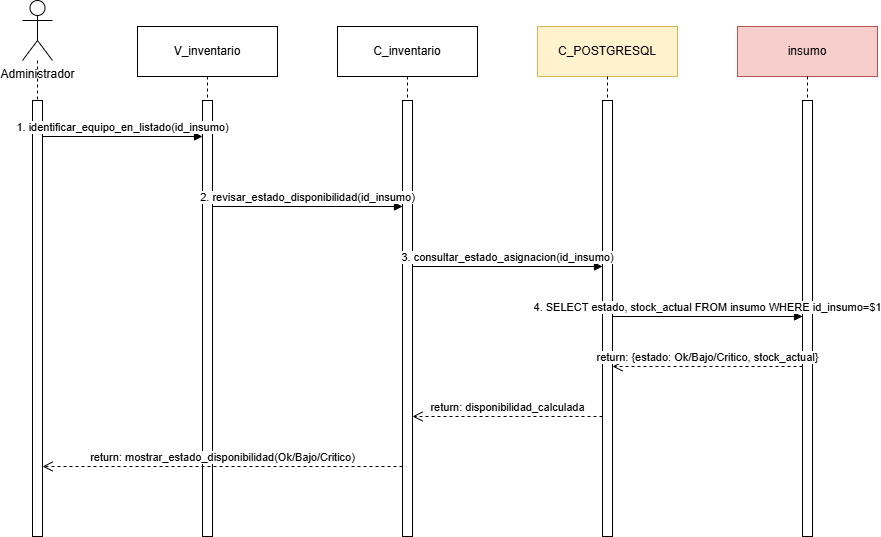 Administrador
V_inventario
C_inventario
C_POSTGRESQL
insumo
1. identificar_equipo_en_listado(id_insumo)
2. revisar_estado_disponibilidad(id_insumo)
3. consultar_estado_asignacion(id_insumo)
4. SELECT estado, stock_actual FROM insumo WHERE id_insumo=$1
return: {estado: Ok/Bajo/Critico, stock_actual}
return: disponibilidad_calculada
return: mostrar_estado_disponibilidad(Ok/Bajo/Critico)